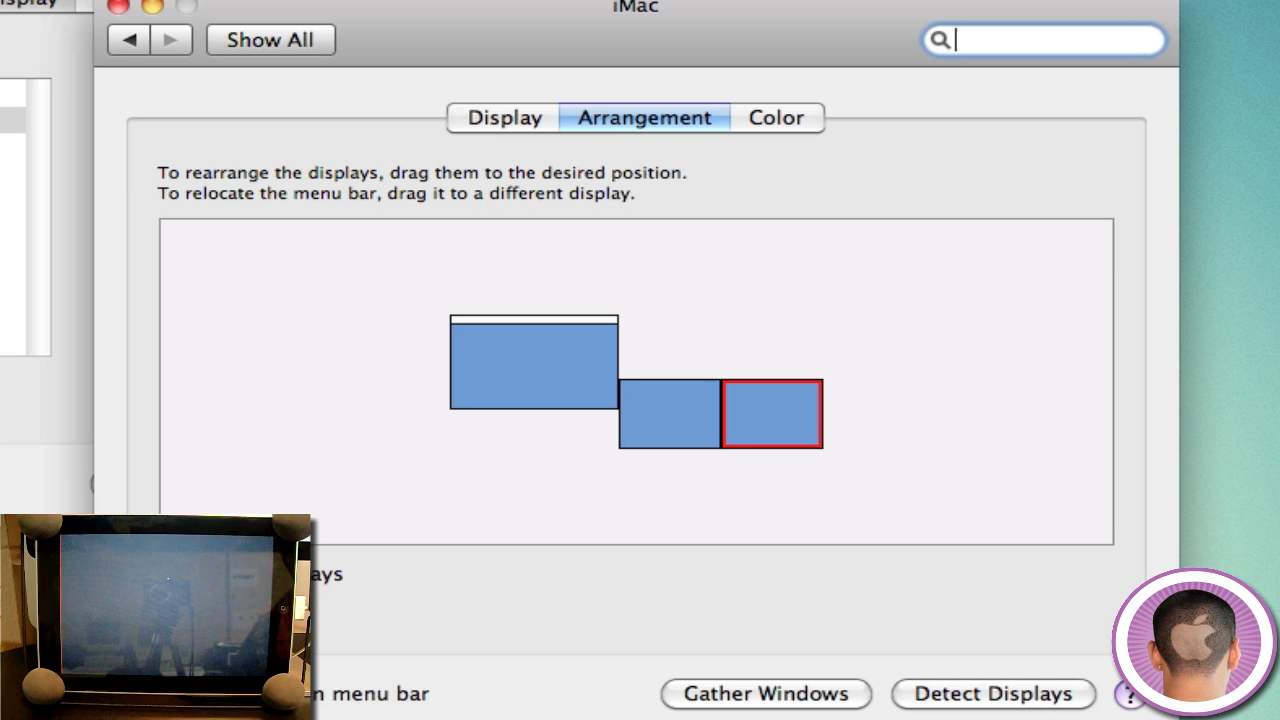 isplay
iMac
Show All
Display
Arrangement
Color
To rearrange the displays, drag them to the desired position.
To relocate the menu bar, drag it to a different display.
ays
n menu bar
Gather Windows
Detect Displays
?